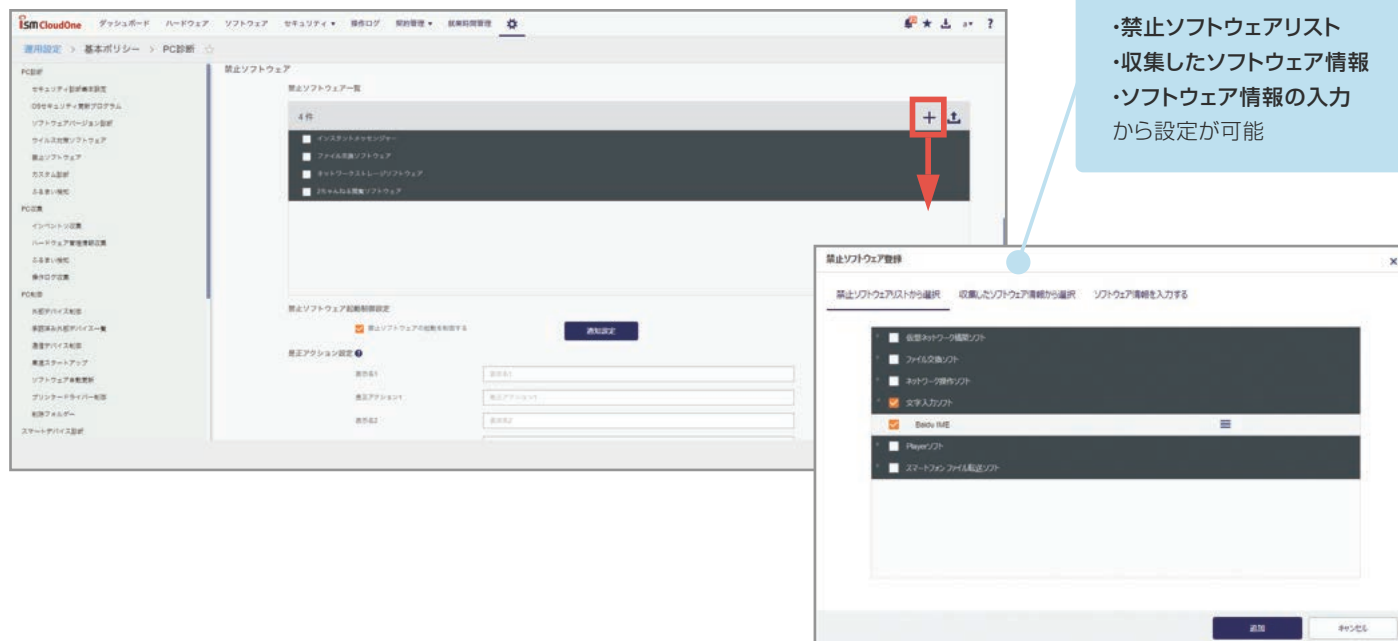 ISM CloudOne ダッシュボード ハードウェア ソフトウェア セキュリティ 操作ログ 契約管理 就業時間管理 ?
運用設定 > 基本ポリシー > PC診断
PC診断
セキュリティ診断機本設定
OSセキュリティ更新プログラム
ソフトウェアバージョン診断
ウイルス対策ソフトウェア
禁止ソフトウェア
カスタム診断
ふるまい検知
PC収集
インベントリ収集
ハードウェア管理情報収集
ふるまい検知
操作ログ収集
PC制御
外部デバイス制御
承認済み外部デバイス一覧
通信デバイス制御
高速スタートアップ
ソフトウェア自動更新
プリンタードライバー制御
制限フォルダー
スマートデバイス診断
禁止ソフトウェア
禁止ソフトウェア一覧
4 件
インスタントメッセンジャー
ファイル交換ソフトウェア
ネットワークストレージソフトウェア
2ちゃんねる閲覧ソフトウェア
禁止ソフトウェア起動制御設定
禁止ソフトウェアの起動を制限する
通知設定
是正アクション設定
表示名1 表示名1
是正アクション1 是正アクション1
表示名2 表示名2
・禁止ソフトウェアリスト
・収集したソフトウェア情報
・ソフトウェア情報の入力
から設定が可能
禁止ソフトウェア登録 ×
禁止ソフトウェアリストから選択 収集したソフトウェア情報から選択 ソフトウェア情報を入力する
仮想ネットワーク構築ソフト
ファイル交換ソフト
ネットワーク操作ソフト
文字入力ソフト
Baidu IME
Playerソフト
スマートフォン ファイル転送ソフト
追加 キャンセル